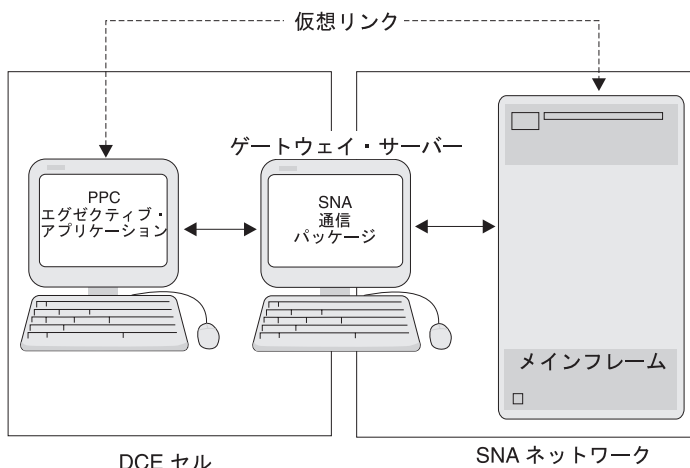 仮想リンク
ゲートウェイ・サーバー
PPC
エグゼクティブ・
アプリケーション
SNA
通信
パッケージ
メインフレーム
DCE セル
SNA ネットワーク